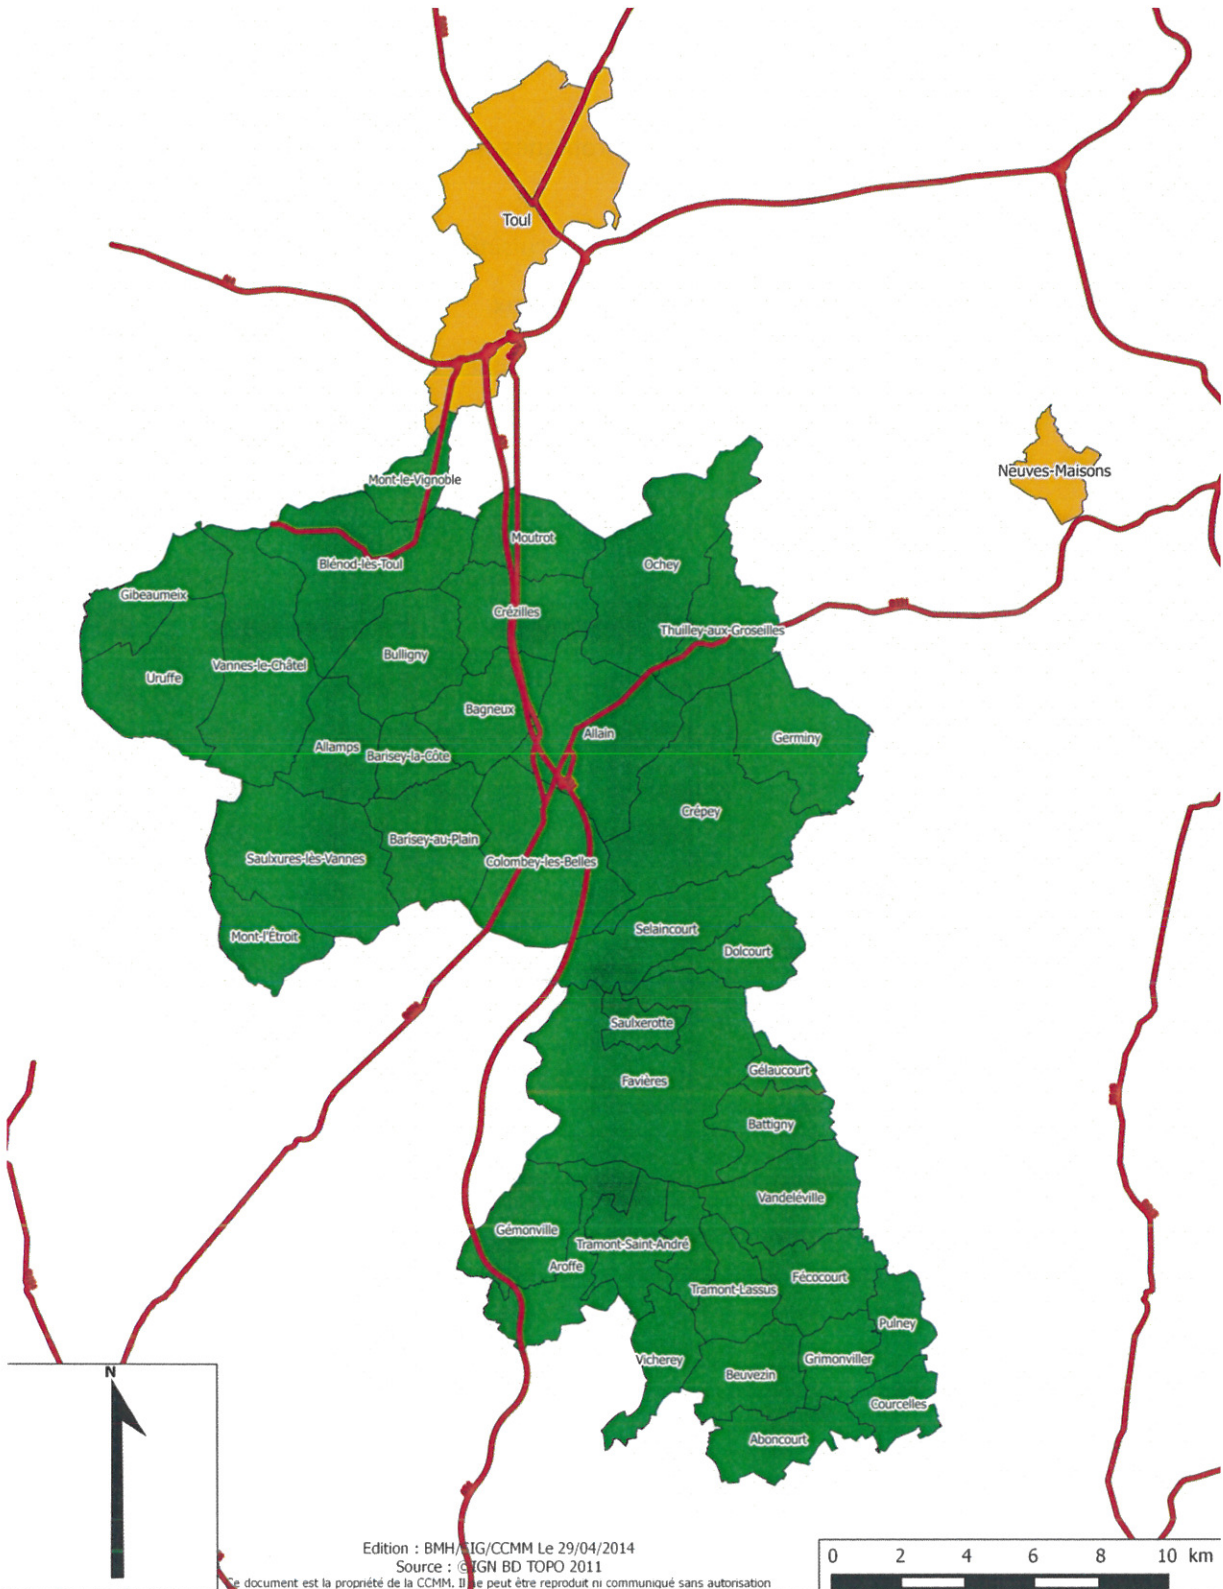 Toul
Neuves-Maisons
Mont-le-Vignoble
Moutrot
Blénod-lès-Toul
Ochey
Gibeaumeix
Crézilles
Thuilley-aux-Groseilles
Bulligny
Vannes-le-Châtel
Uruffe
Bagneux
Allain
Germiny
Allamps
Barisey-la-Côte
Crépey
Barisey-au-Plain
Saulxures-lès-Vannes
Colombey-les-Belles
Selaincourt
Mont-l'Étroit
Dolcourt
Saulxerotte
Gélaucourt
Favières
Battigny
Vandeléville
Gémonville
Tramont-Saint-André
Aroffe
Fécocourt
Tramont-Lassus
Pulney
Vicherey
Grimonviller
Beuvezin
Courcelles
Aboncourt
N
Edition : BMH/SIG/CCMM Le 29/04/2014
Source : ©IGN BD TOPO 2011
Ce document est la propriété de la CCMM. Il ne peut être reproduit ni communiqué sans autorisation
0 2 4 6 8 10 km